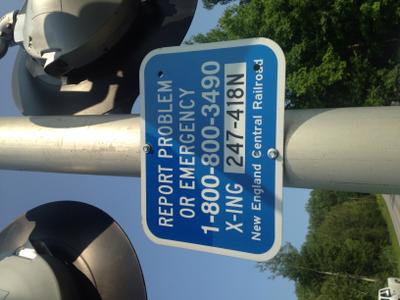 REPORT PROBLEM
OR EMERGENCY
1-800-800-3490
X-ING 247-418N
New England Central Railroad